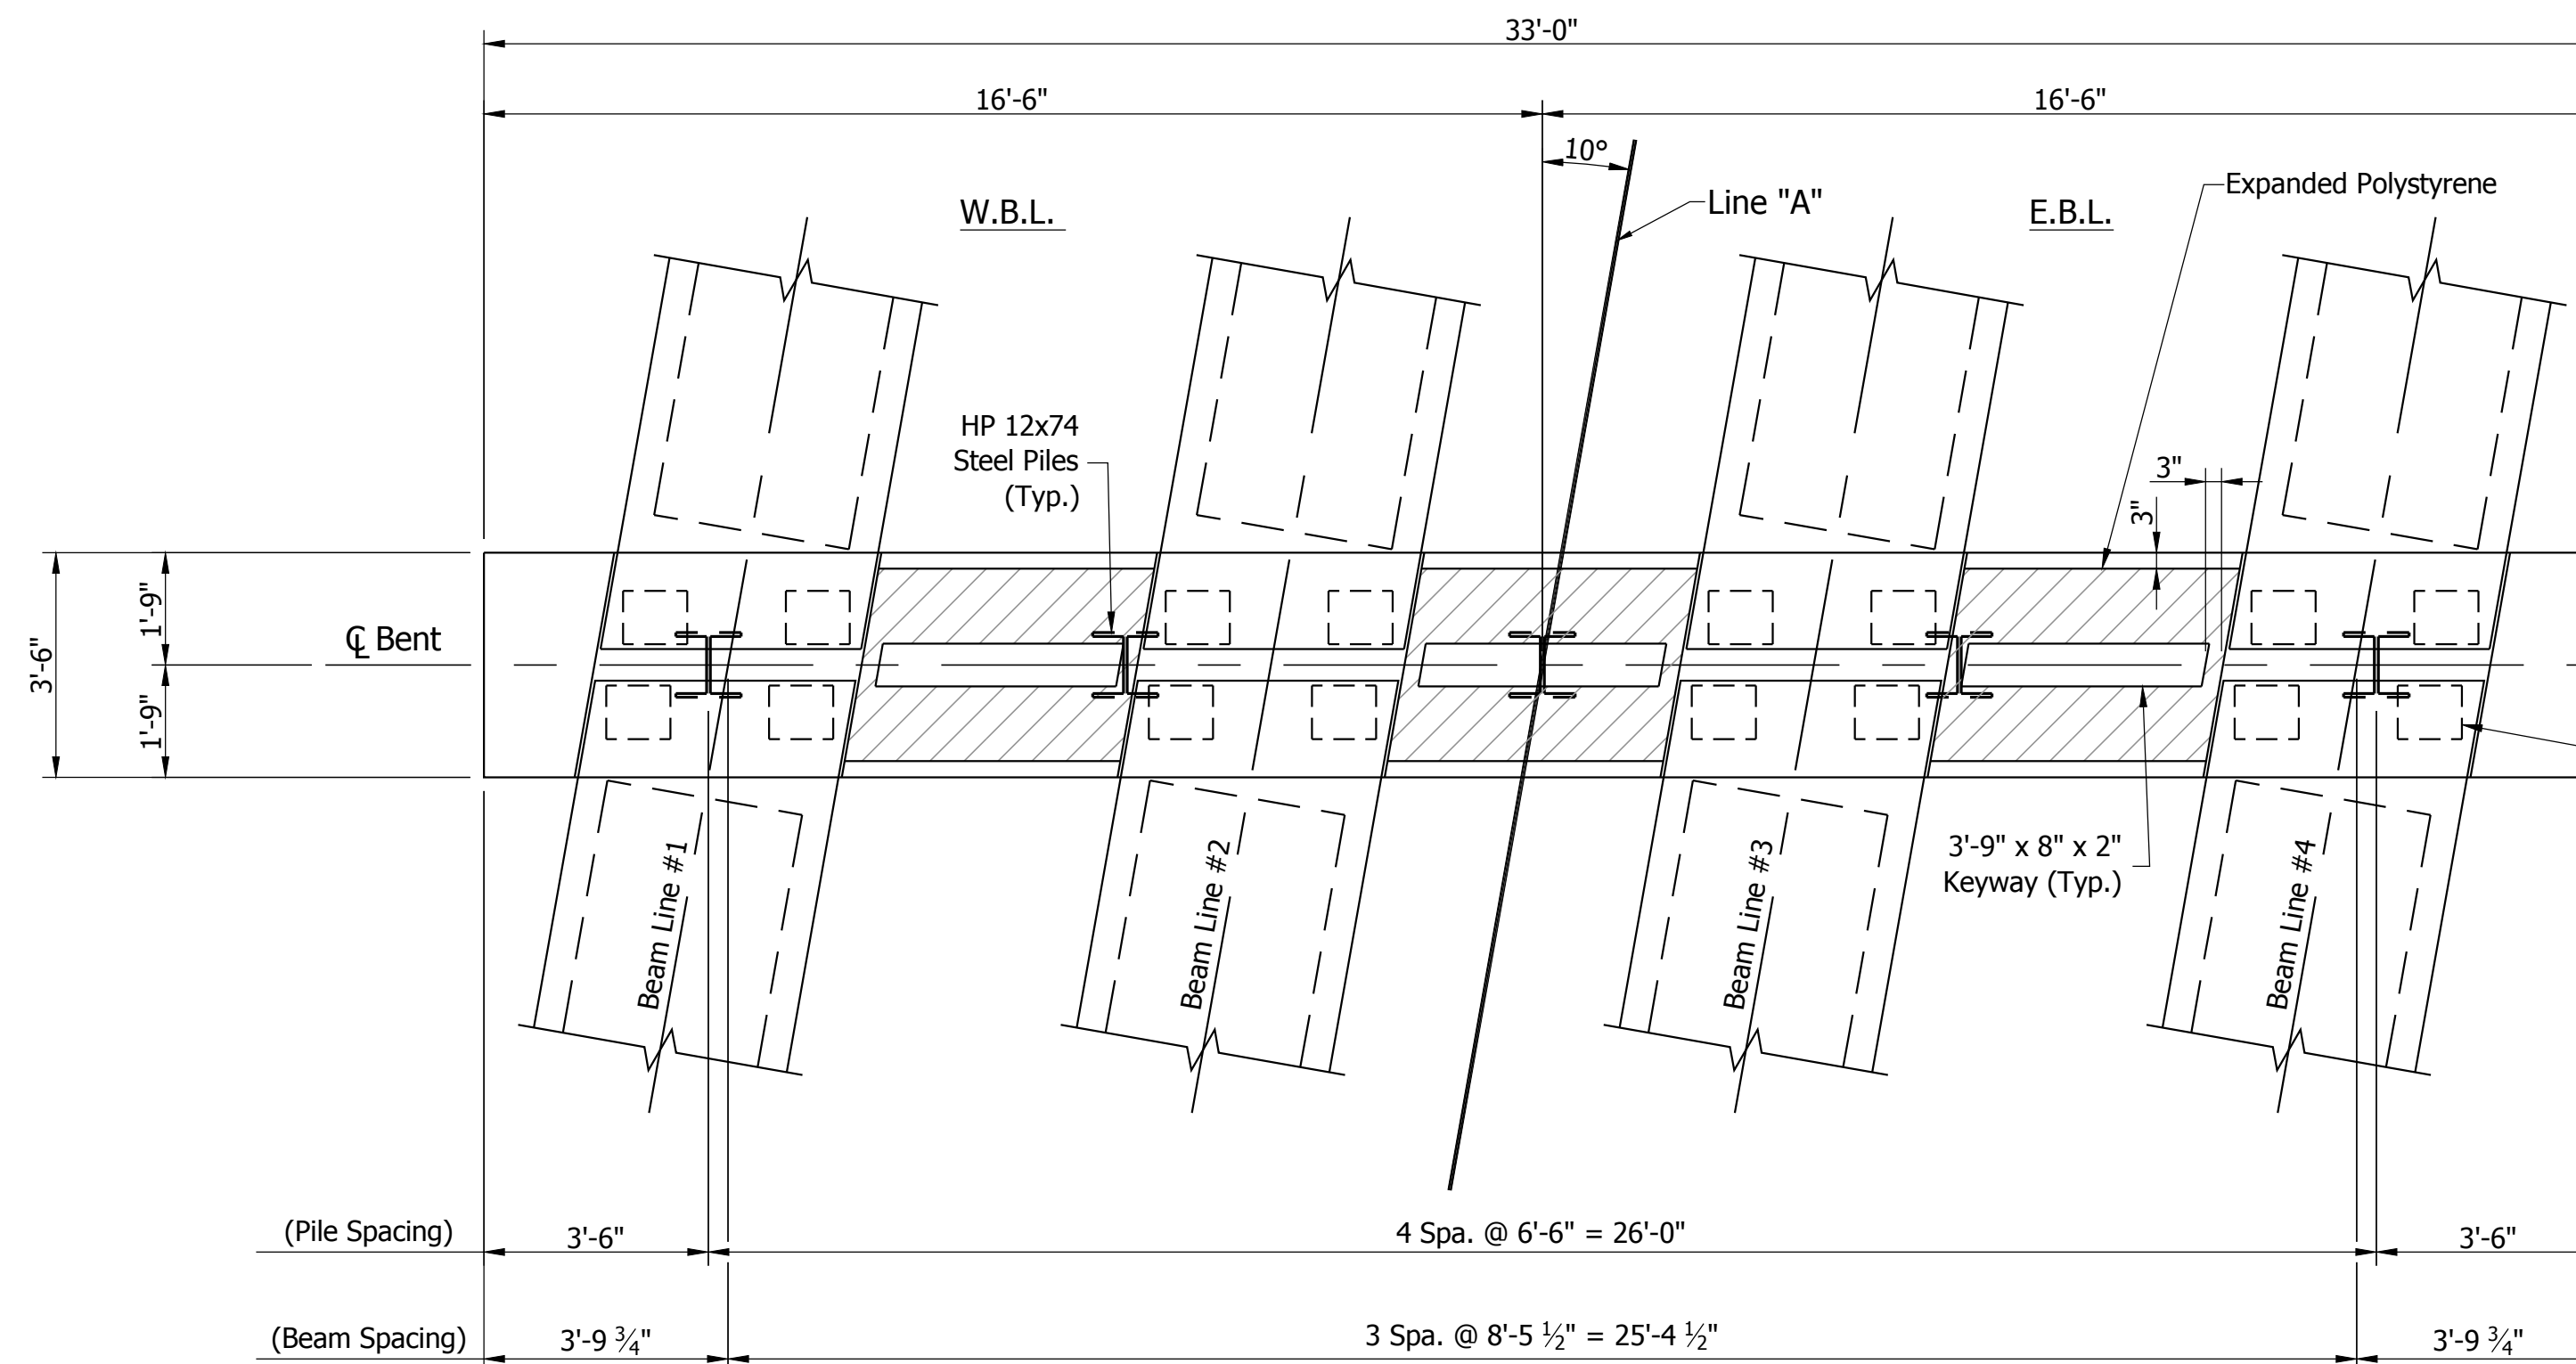 33'-0"
16'-6"
16'-6"
10°
Line "A"
Expanded Polystyrene
W.B.L.
E.B.L.
HP 12x74
Steel Piles
(Typ.)
3"
3"
3'-6"
1'-9"
1'-9"
℄ Bent
Beam Line #1
Beam Line #2
Beam Line #3
Beam Line #4
3'-9" x 8" x 2"
Keyway (Typ.)
(Pile Spacing)
3'-6"
4 Spa. @ 6'-6" = 26'-0"
3'-6"
(Beam Spacing)
3'-9 ¾"
3 Spa. @ 8'-5 ½" = 25'-4 ½"
3'-9 ¾"